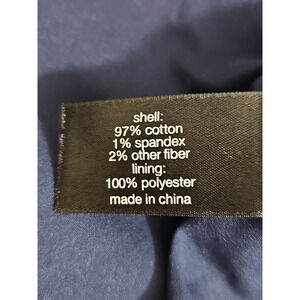 shell:
97% cotton
1% spandex
2% other fiber
lining:
100% polyester
made in china